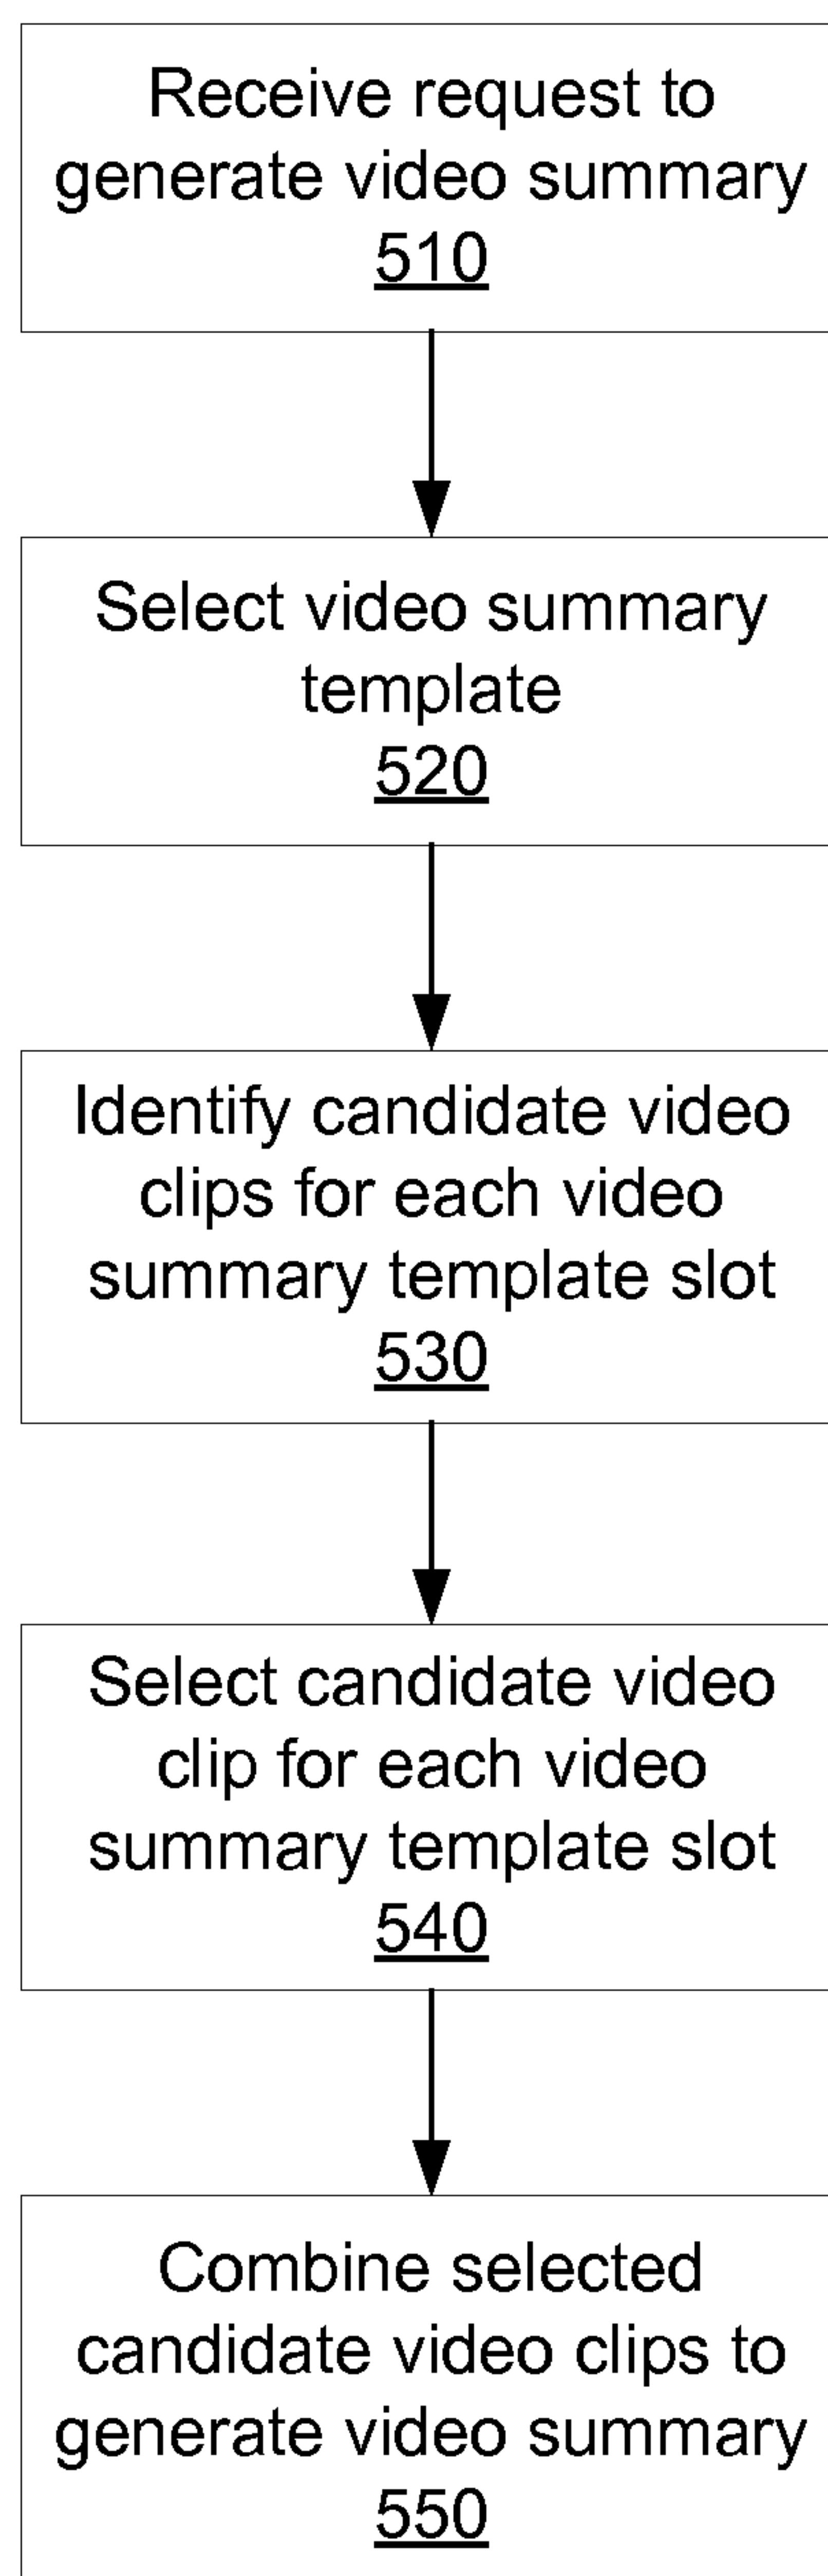 Receive request to
generate video summary
510
Select video summary
template
520
Identify candidate video
clips for each video
summary template slot
530
Select candidate video
clip for each video
summary template slot
540
Combine selected
candidate video clips to
generate video summary
550